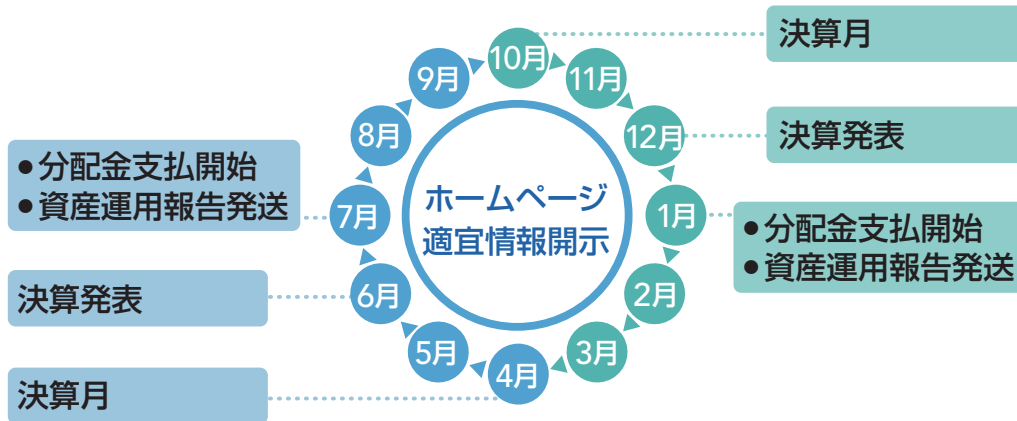 10月
11月
12月
1月
2月
3月
4月
5月
6月
7月
8月
9月
ホームページ
適宜情報開示
決算月
決算発表
●分配金支払開始
●資産運用報告発送
決算月
決算発表
●分配金支払開始
●資産運用報告発送